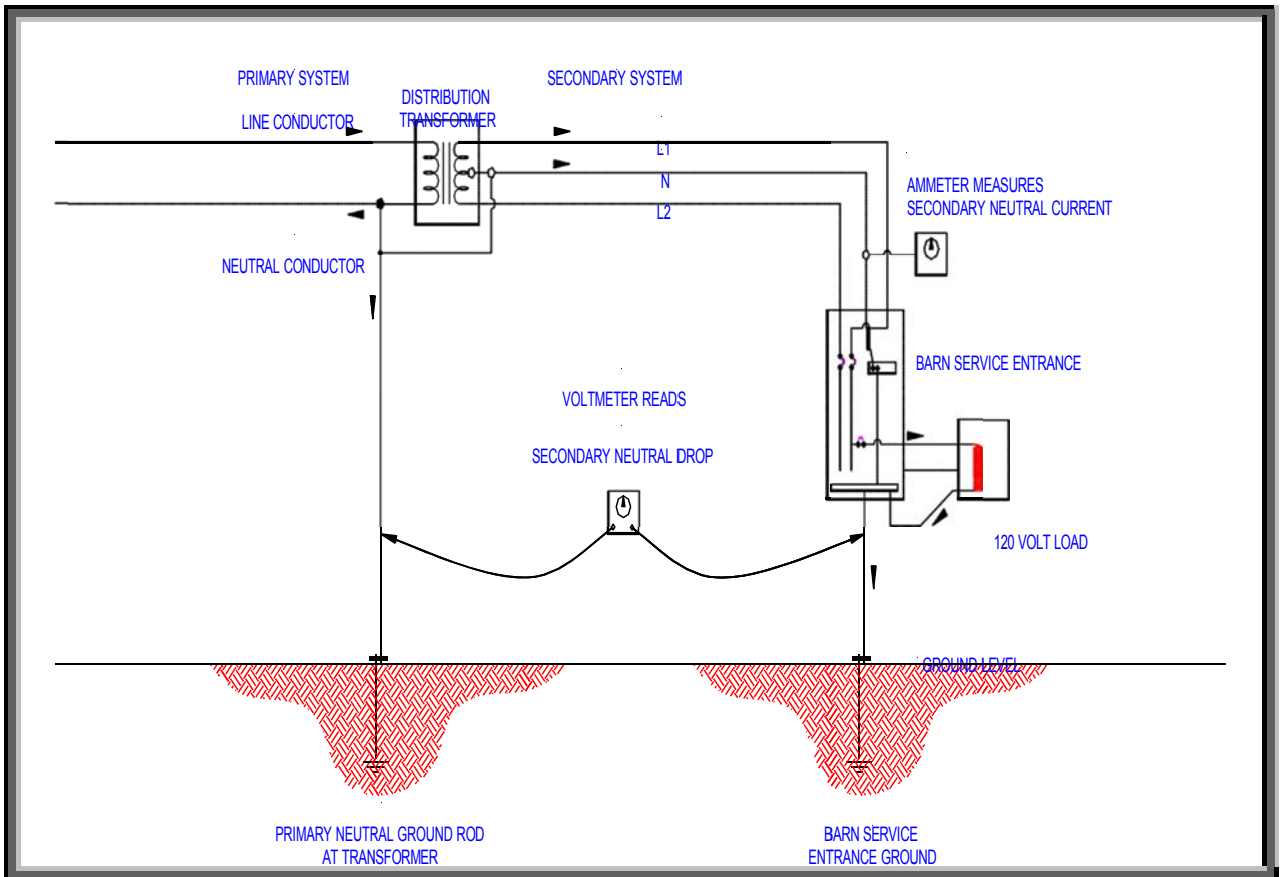 PRIMARY SYSTEM
SECONDARY SYSTEM
DISTRIBUTION
TRANSFORMER
LINE CONDUCTOR
L1
N
L2
AMMETER MEASURES
SECONDARY NEUTRAL CURRENT
NEUTRAL CONDUCTOR
BARN SERVICE ENTRANCE
VOLTMETER READS
SECONDARY NEUTRAL DROP
120 VOLT LOAD
GROUND LEVEL
PRIMARY NEUTRAL GROUND ROD
AT TRANSFORMER
BARN SERVICE
ENTRANCE GROUND